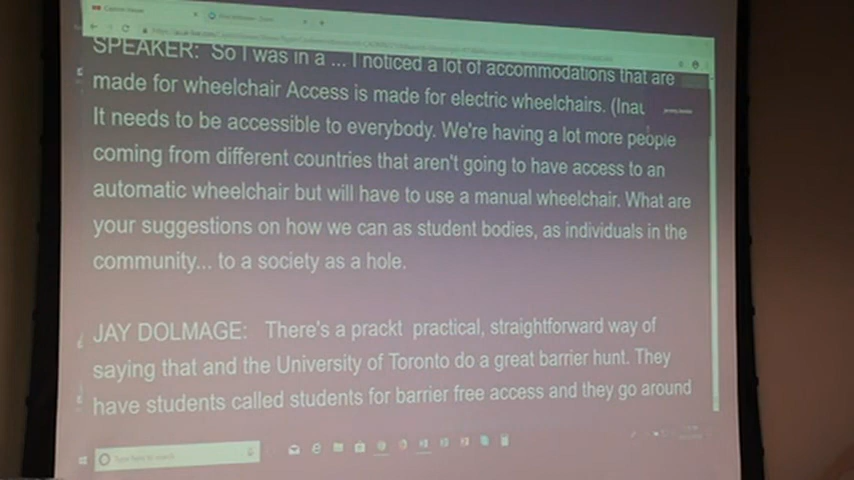 SPEAKER: So I was in a ... I noticed a lot of accommodations that are
made for wheelchair Access is made for electric wheelchairs. (Inau
It needs to be accessible to everybody. We're having a lot more people
coming from different countries that aren't going to have access to an
automatic wheelchair but will have to use a manual wheelchair. What are
your suggestions on how we can as student bodies, as individuals in the
community... to a society as a hole.
JAY DOLMAGE: There's a prackt practical, straightforward way of
saying that and the University of Toronto do a great barrier hunt. They
have students called students for barrier free access and they go around
Type here to search